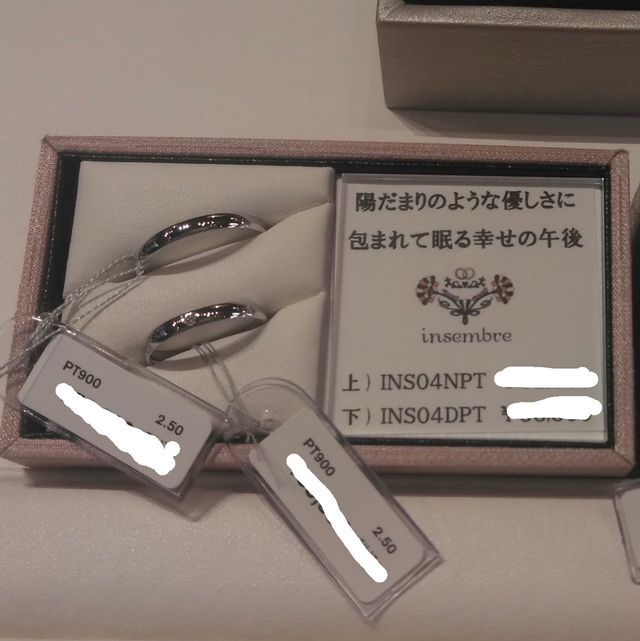 陽だまりのような優しさに
包まれて眠る幸せの午後
insembre
上) INS04NPT
下) INS04DPT
PT900
2.50
PT900
2.50